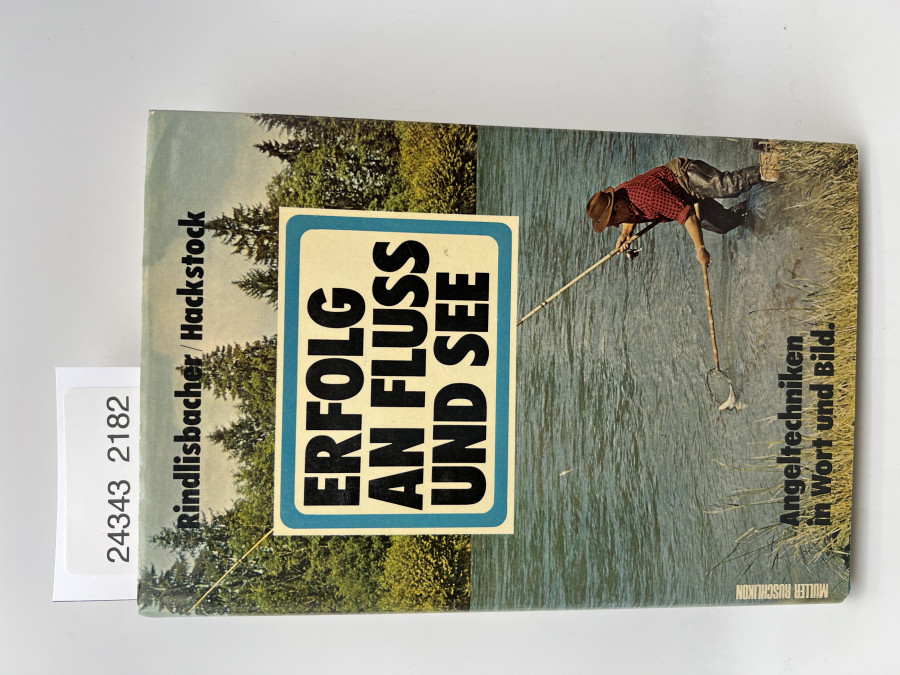 24343 2182
Rindlisbacher / Hackstock
ERFOLG
AN FLUSS
UND SEE
Angeltechniken
in Wort und Bild.
MÜLLER RÜSCHLIKON